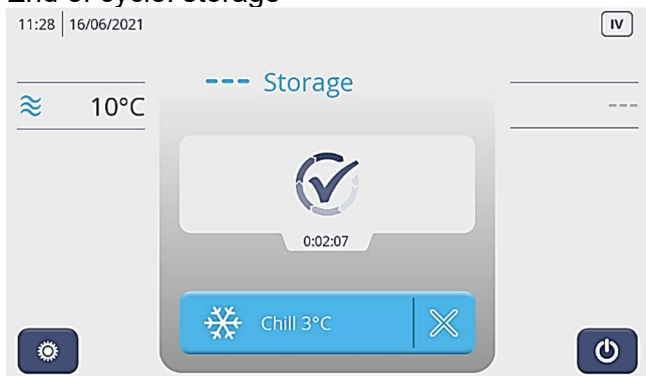 End of cycle: storage
11:28 16/06/2021
IV
--- Storage
10°C
---
0:02:07
Chill 3°C